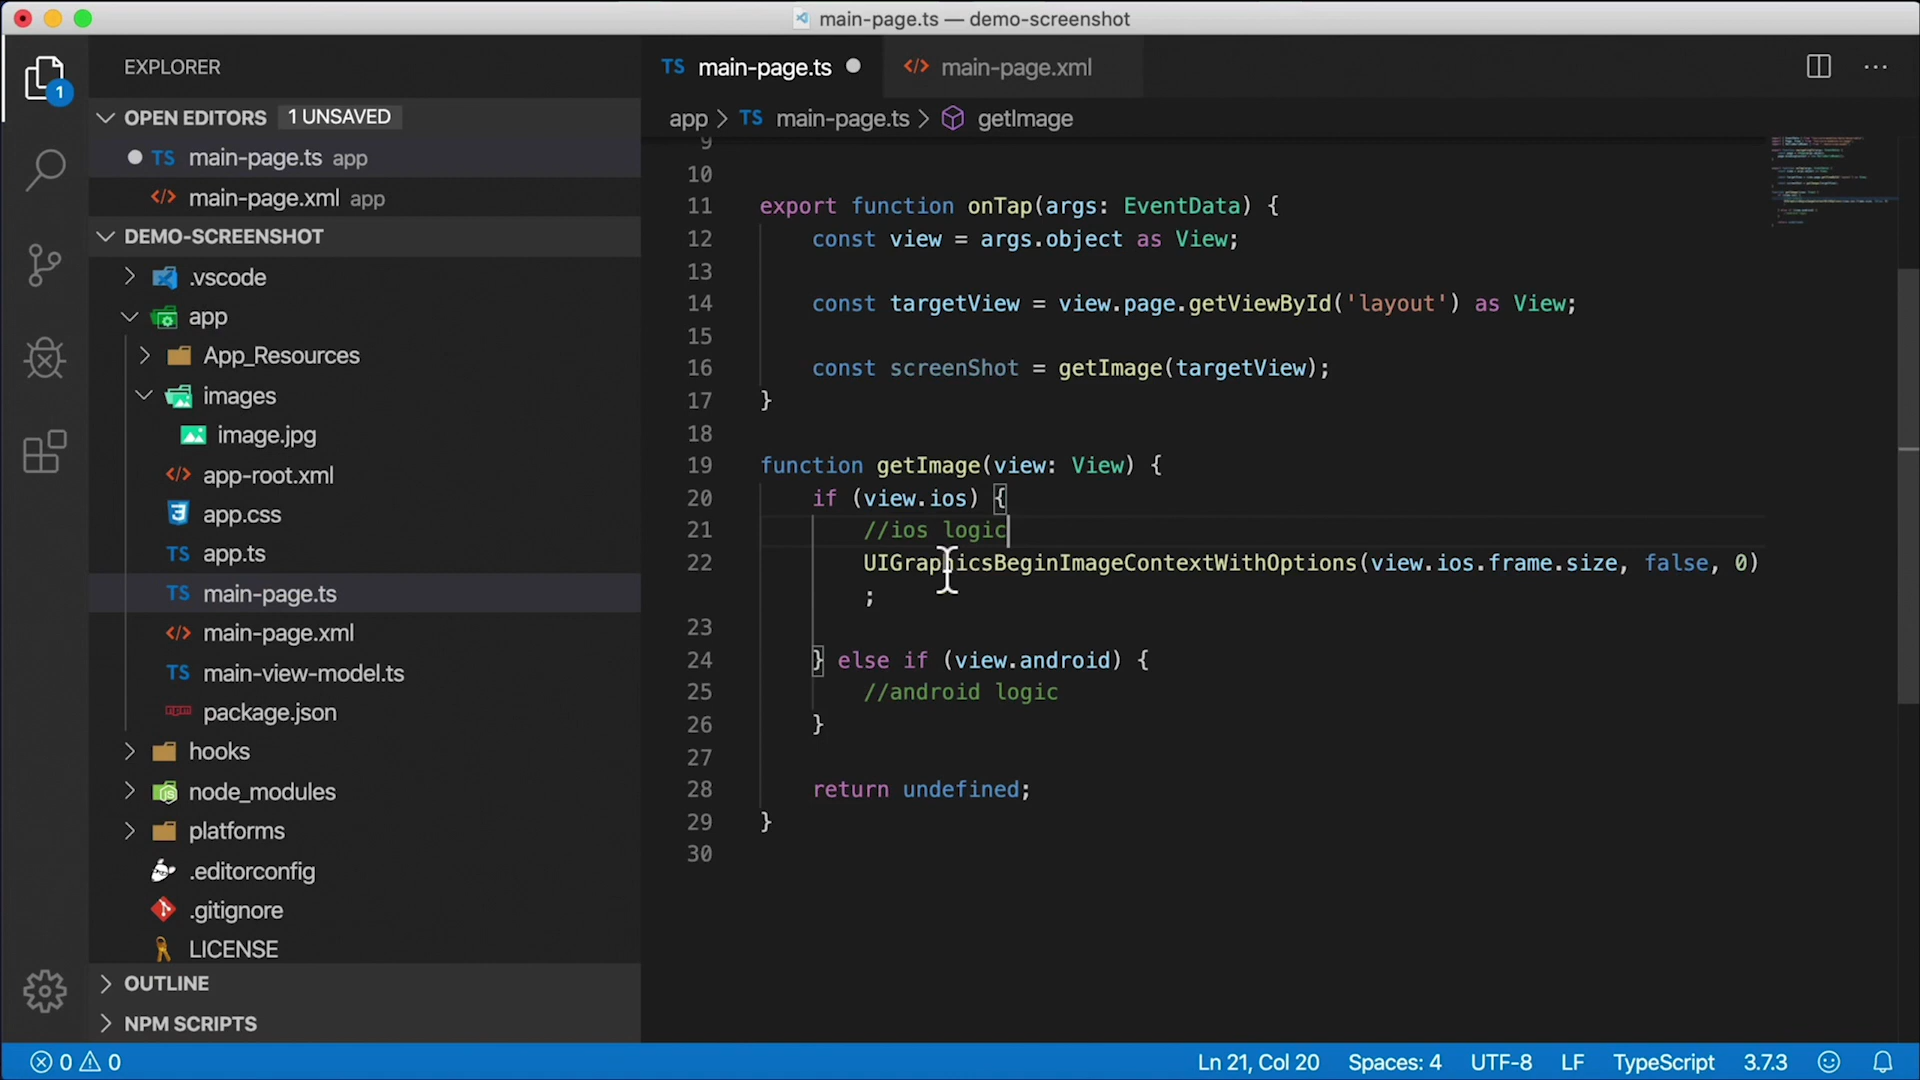 main-page.ts — demo-screenshot
EXPLORER
OPEN EDITORS 1 UNSAVED
TS main-page.ts app
main-page.xml app
DEMO-SCREENSHOT
.vscode
app
App_Resources
images
image.jpg
app-root.xml
app.css
TS app.ts
TS main-page.ts
main-page.xml
TS main-view-model.ts
package.json
hooks
node_modules
platforms
.editorconfig
.gitignore
LICENSE
OUTLINE
NPM SCRIPTS
1
TS main-page.ts
main-page.xml
app > TS main-page.ts > getImage
9
10
11 export function onTap(args: EventData) {
12 const view = args.object as View;
13
14 const targetView = view.page.getViewById('layout') as View;
15
16 const screenShot = getImage(targetView);
17 }
18
19 function getImage(view: View) {
20 if (view.ios) {
21 //ios logic
22 UIGraphicsBeginImageContextWithOptions(view.ios.frame.size, false, 0)
;
23
24 } else if (view.android) {
25 //android logic
26 }
27
28 return undefined;
29 }
30
0 0 Ln 21, Col 20 Spaces: 4 UTF-8 LF TypeScript 3.7.3